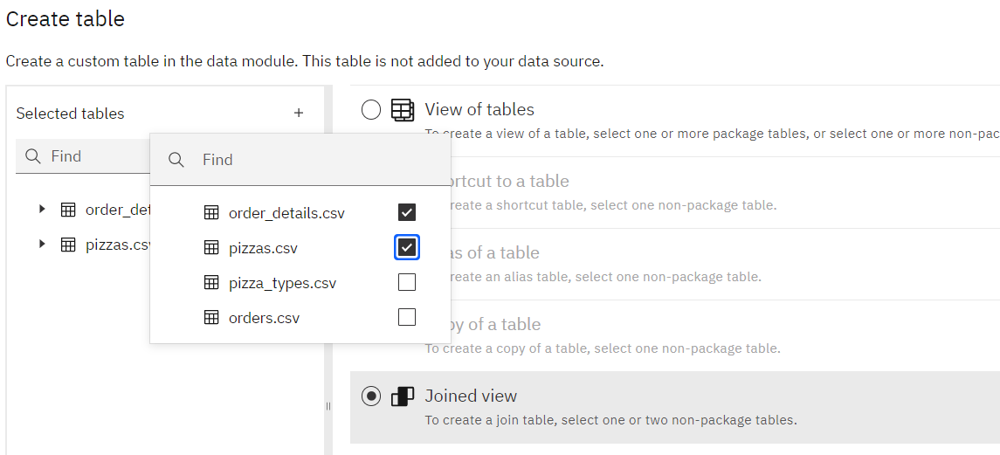 Create table
Create a custom table in the data module. This table is not added to your data source.
Selected tables
Find
order_det
pizzas.csv
Find
order_details.csv
pizzas.csv
pizza_types.csv
orders.csv
View of tables
To create a view of a table, select one or more package tables, or select one or more non-pac
ortcut to a table
create a shortcut table, select one non-package table.
as of a table
create an alias table, select one non-package table.
py of a table
To create a copy of a table, select one non-package table.
Joined view
To create a join table, select one or two non-package tables.